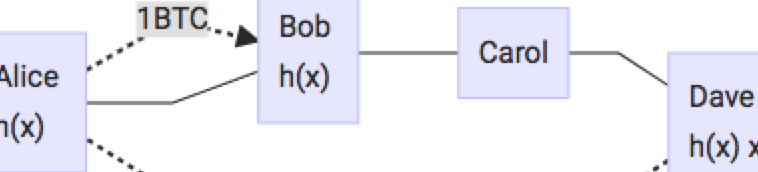 1BTC
Bob
h(x)
Carol
Alice
h(x)
Dave
h(x) x